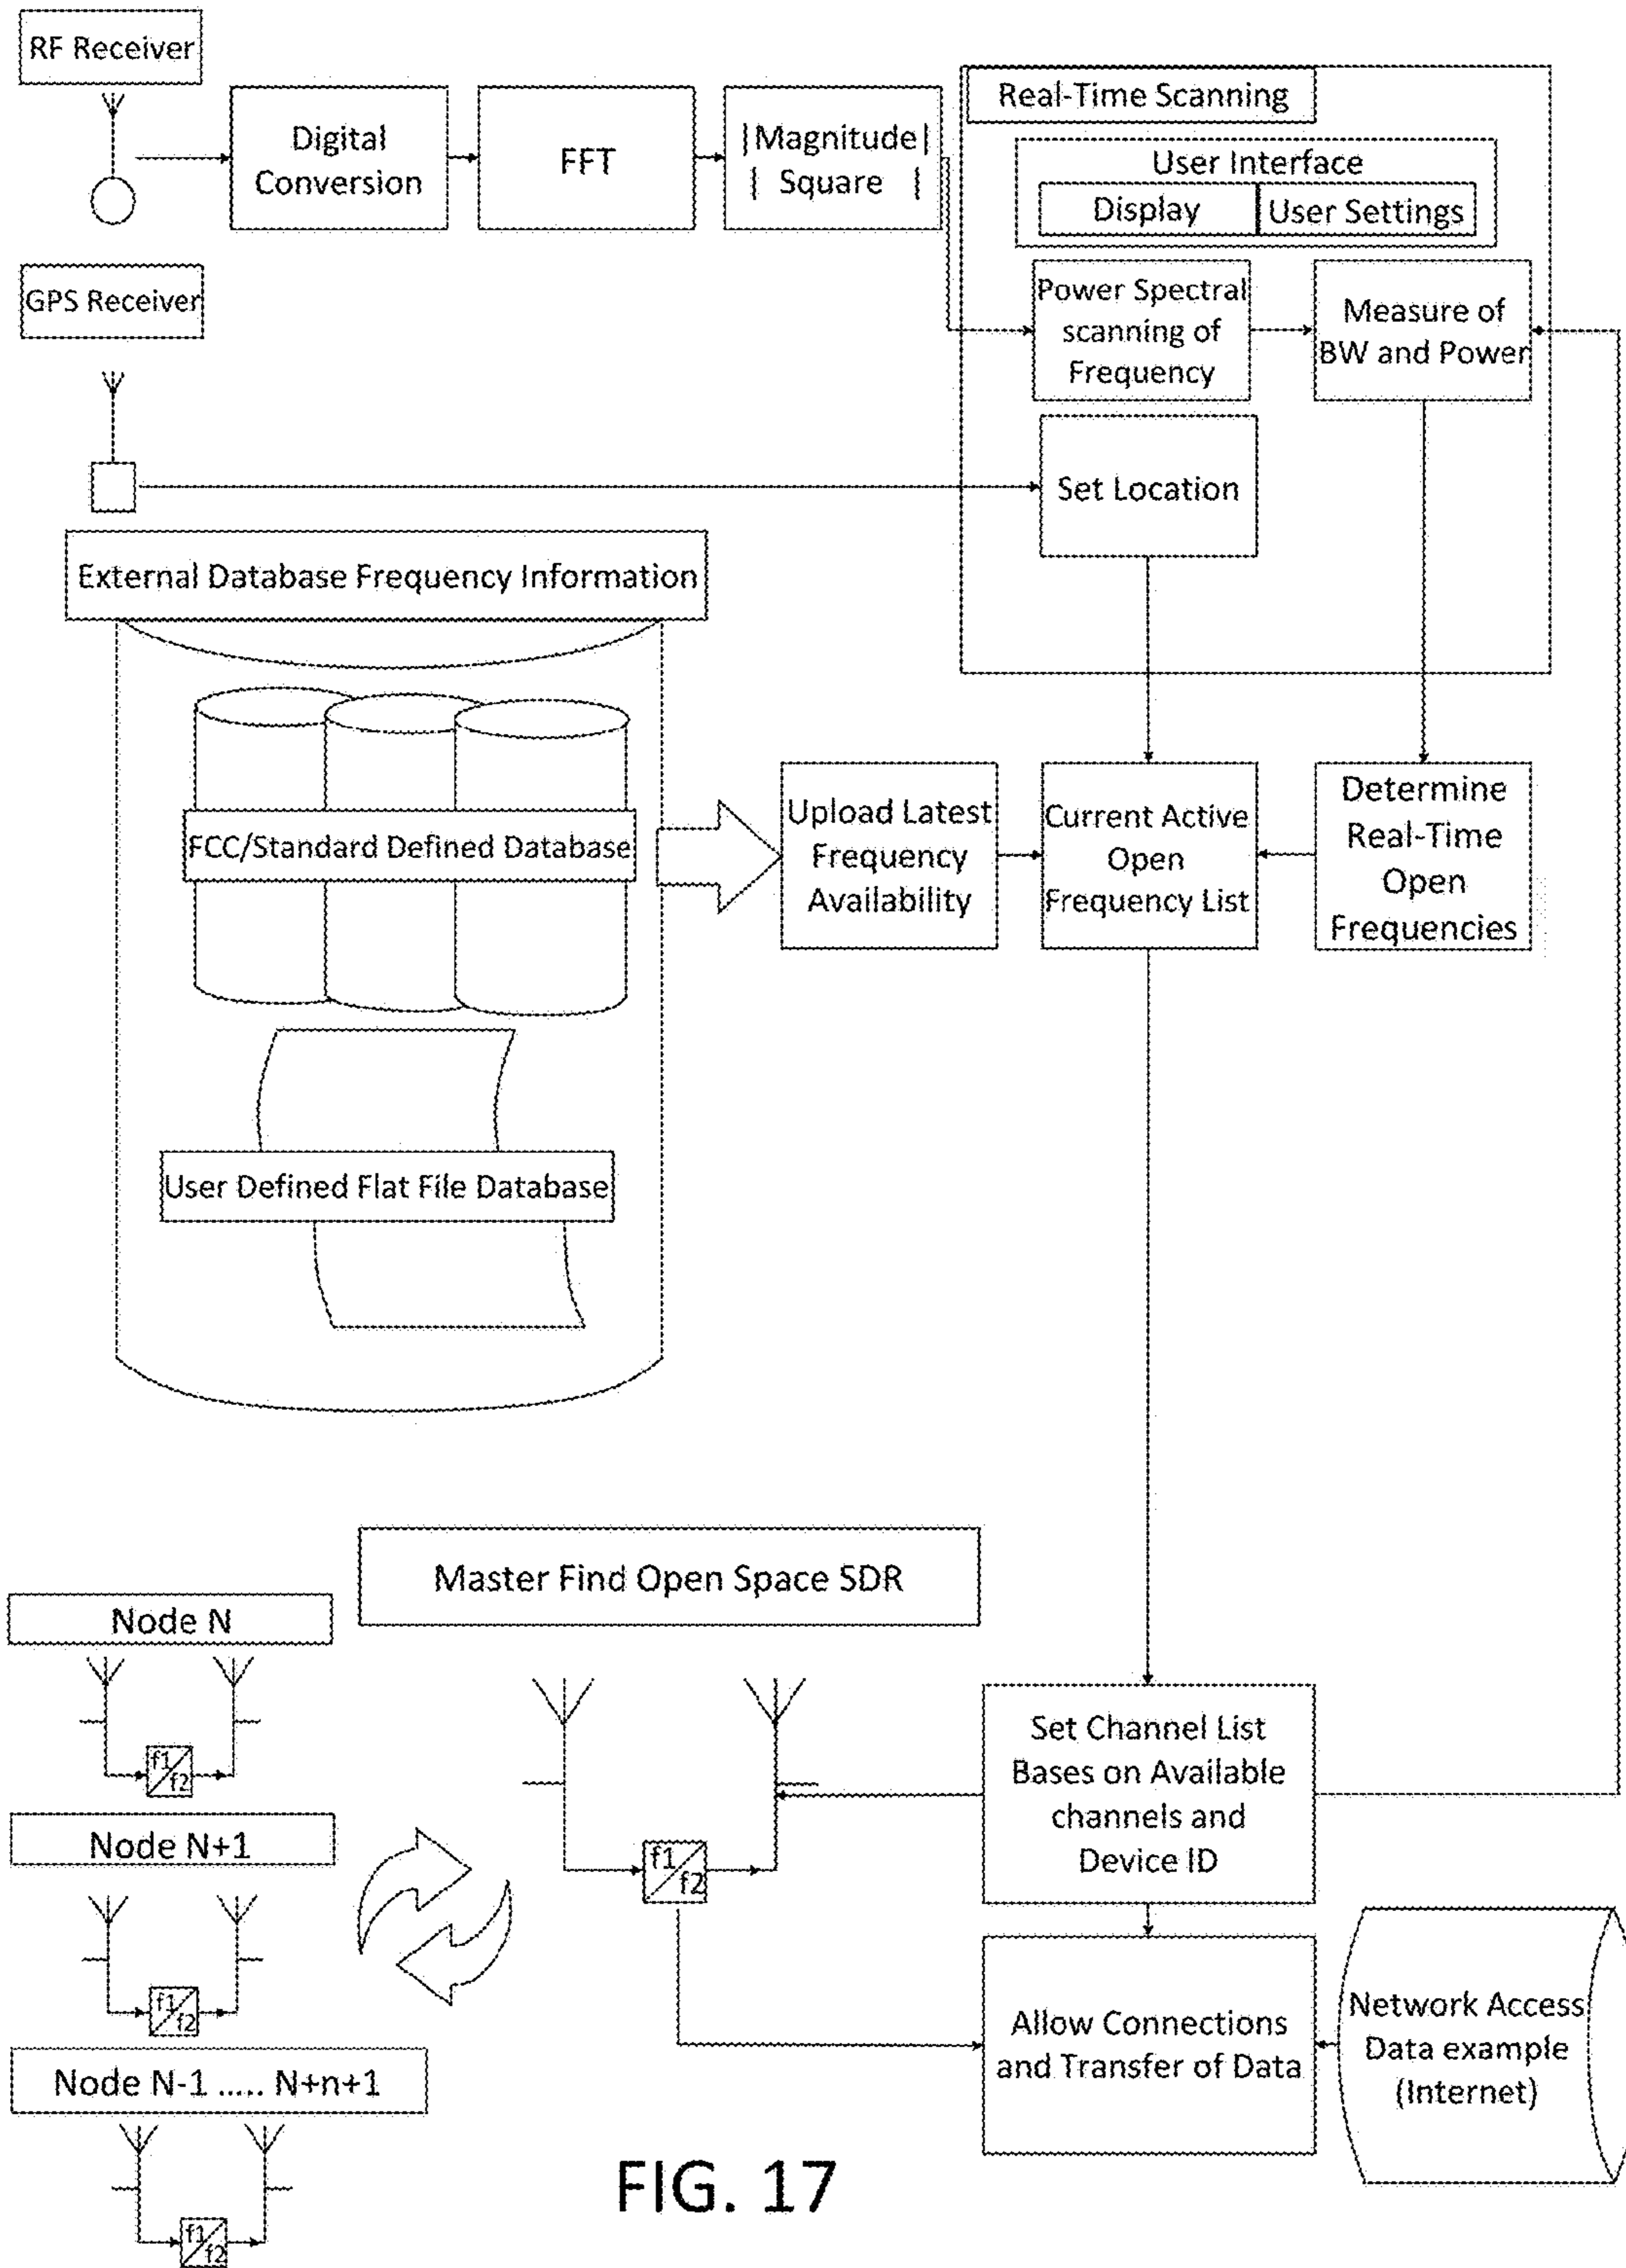 RF Receiver
Digital
Conversion
FFT
|Magnitude|
| Square |
Real-Time Scanning
User Interface
Display
User Settings
GPS Receiver
Power Spectral
scanning of
Frequency
Measure of
BW and Power
Set Location
External Database Frequency Information
FCC/Standard Defined Database
Upload Latest
Frequency
Availability
Current Active
Open
Frequency List
Determine
Real-Time
Open
Frequencies
User Defined Flat File Database
Master Find Open Space SDR
Node N
f1/f2
Node N+1
f1/f2
Node N-1 ..... N+n+1
f1/f2
f1/f2
Set Channel List
Bases on Available
channels and
Device ID
Allow Connections
and Transfer of Data
Network Access
Data example
(Internet)
FIG. 17